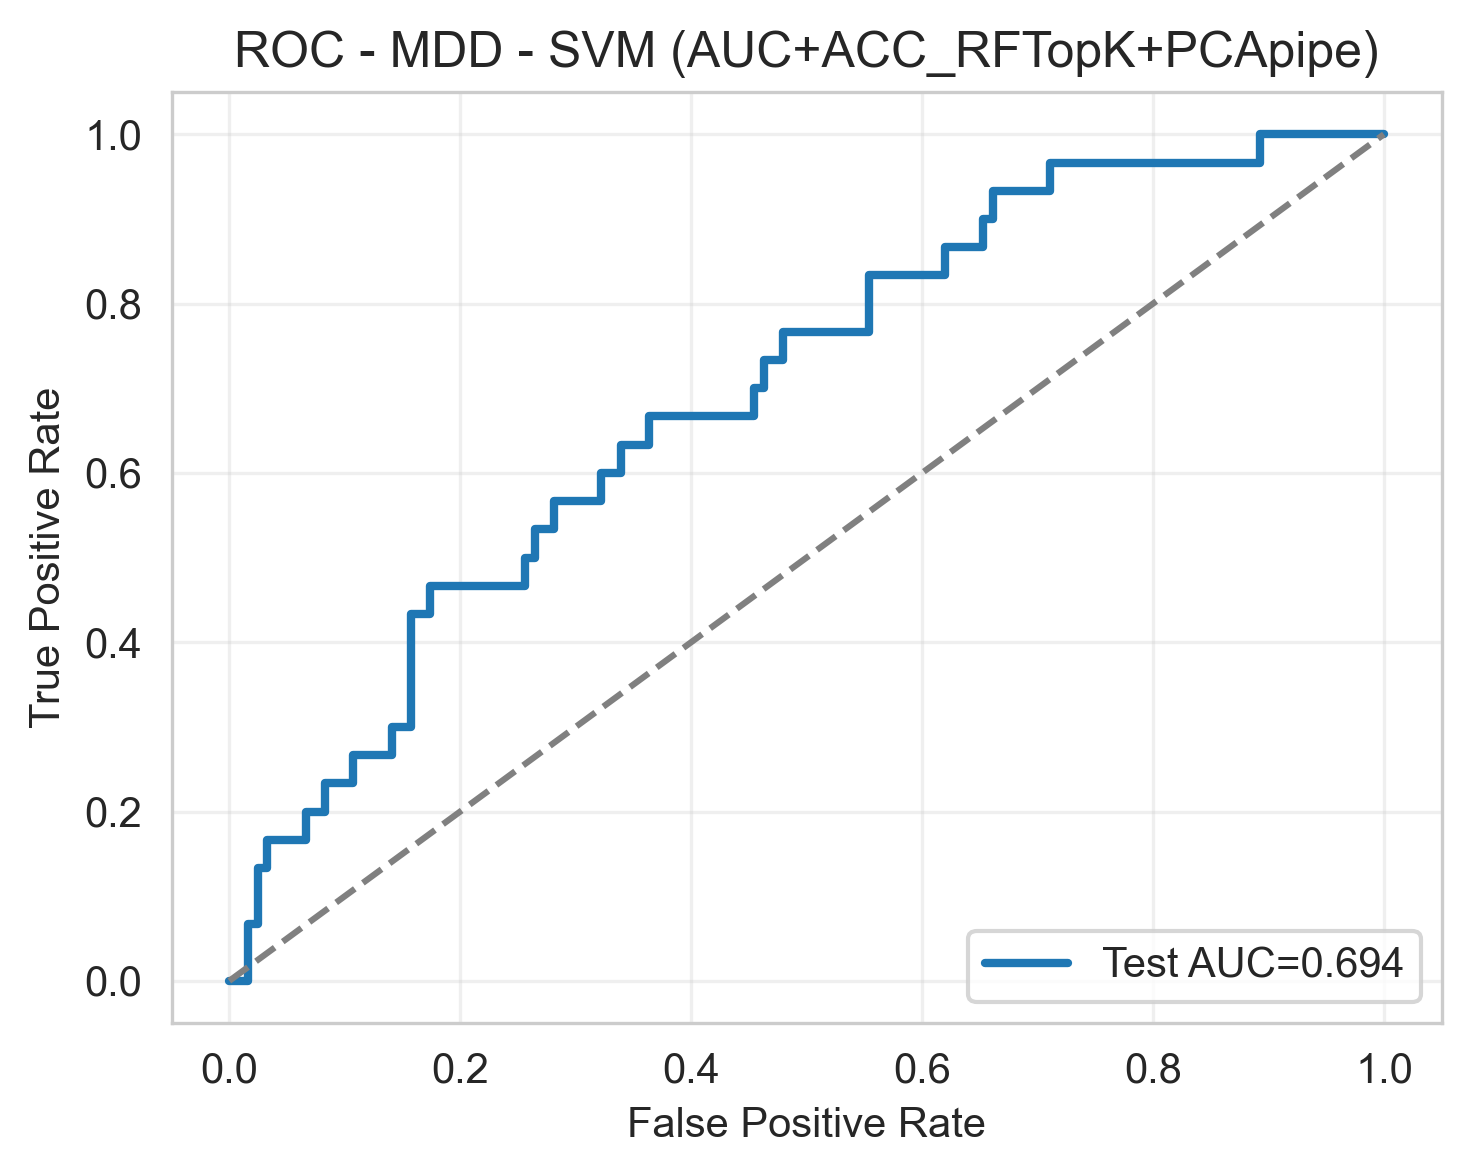 ROC - MDD - SVM (AUC+ACC_RFTopK+PCApipe)
True Positive Rate
1.0
0.8
0.6
0.4
0.2
0.0
Test AUC=0.694
0.0 0.2 0.4 0.6 0.8 1.0
False Positive Rate